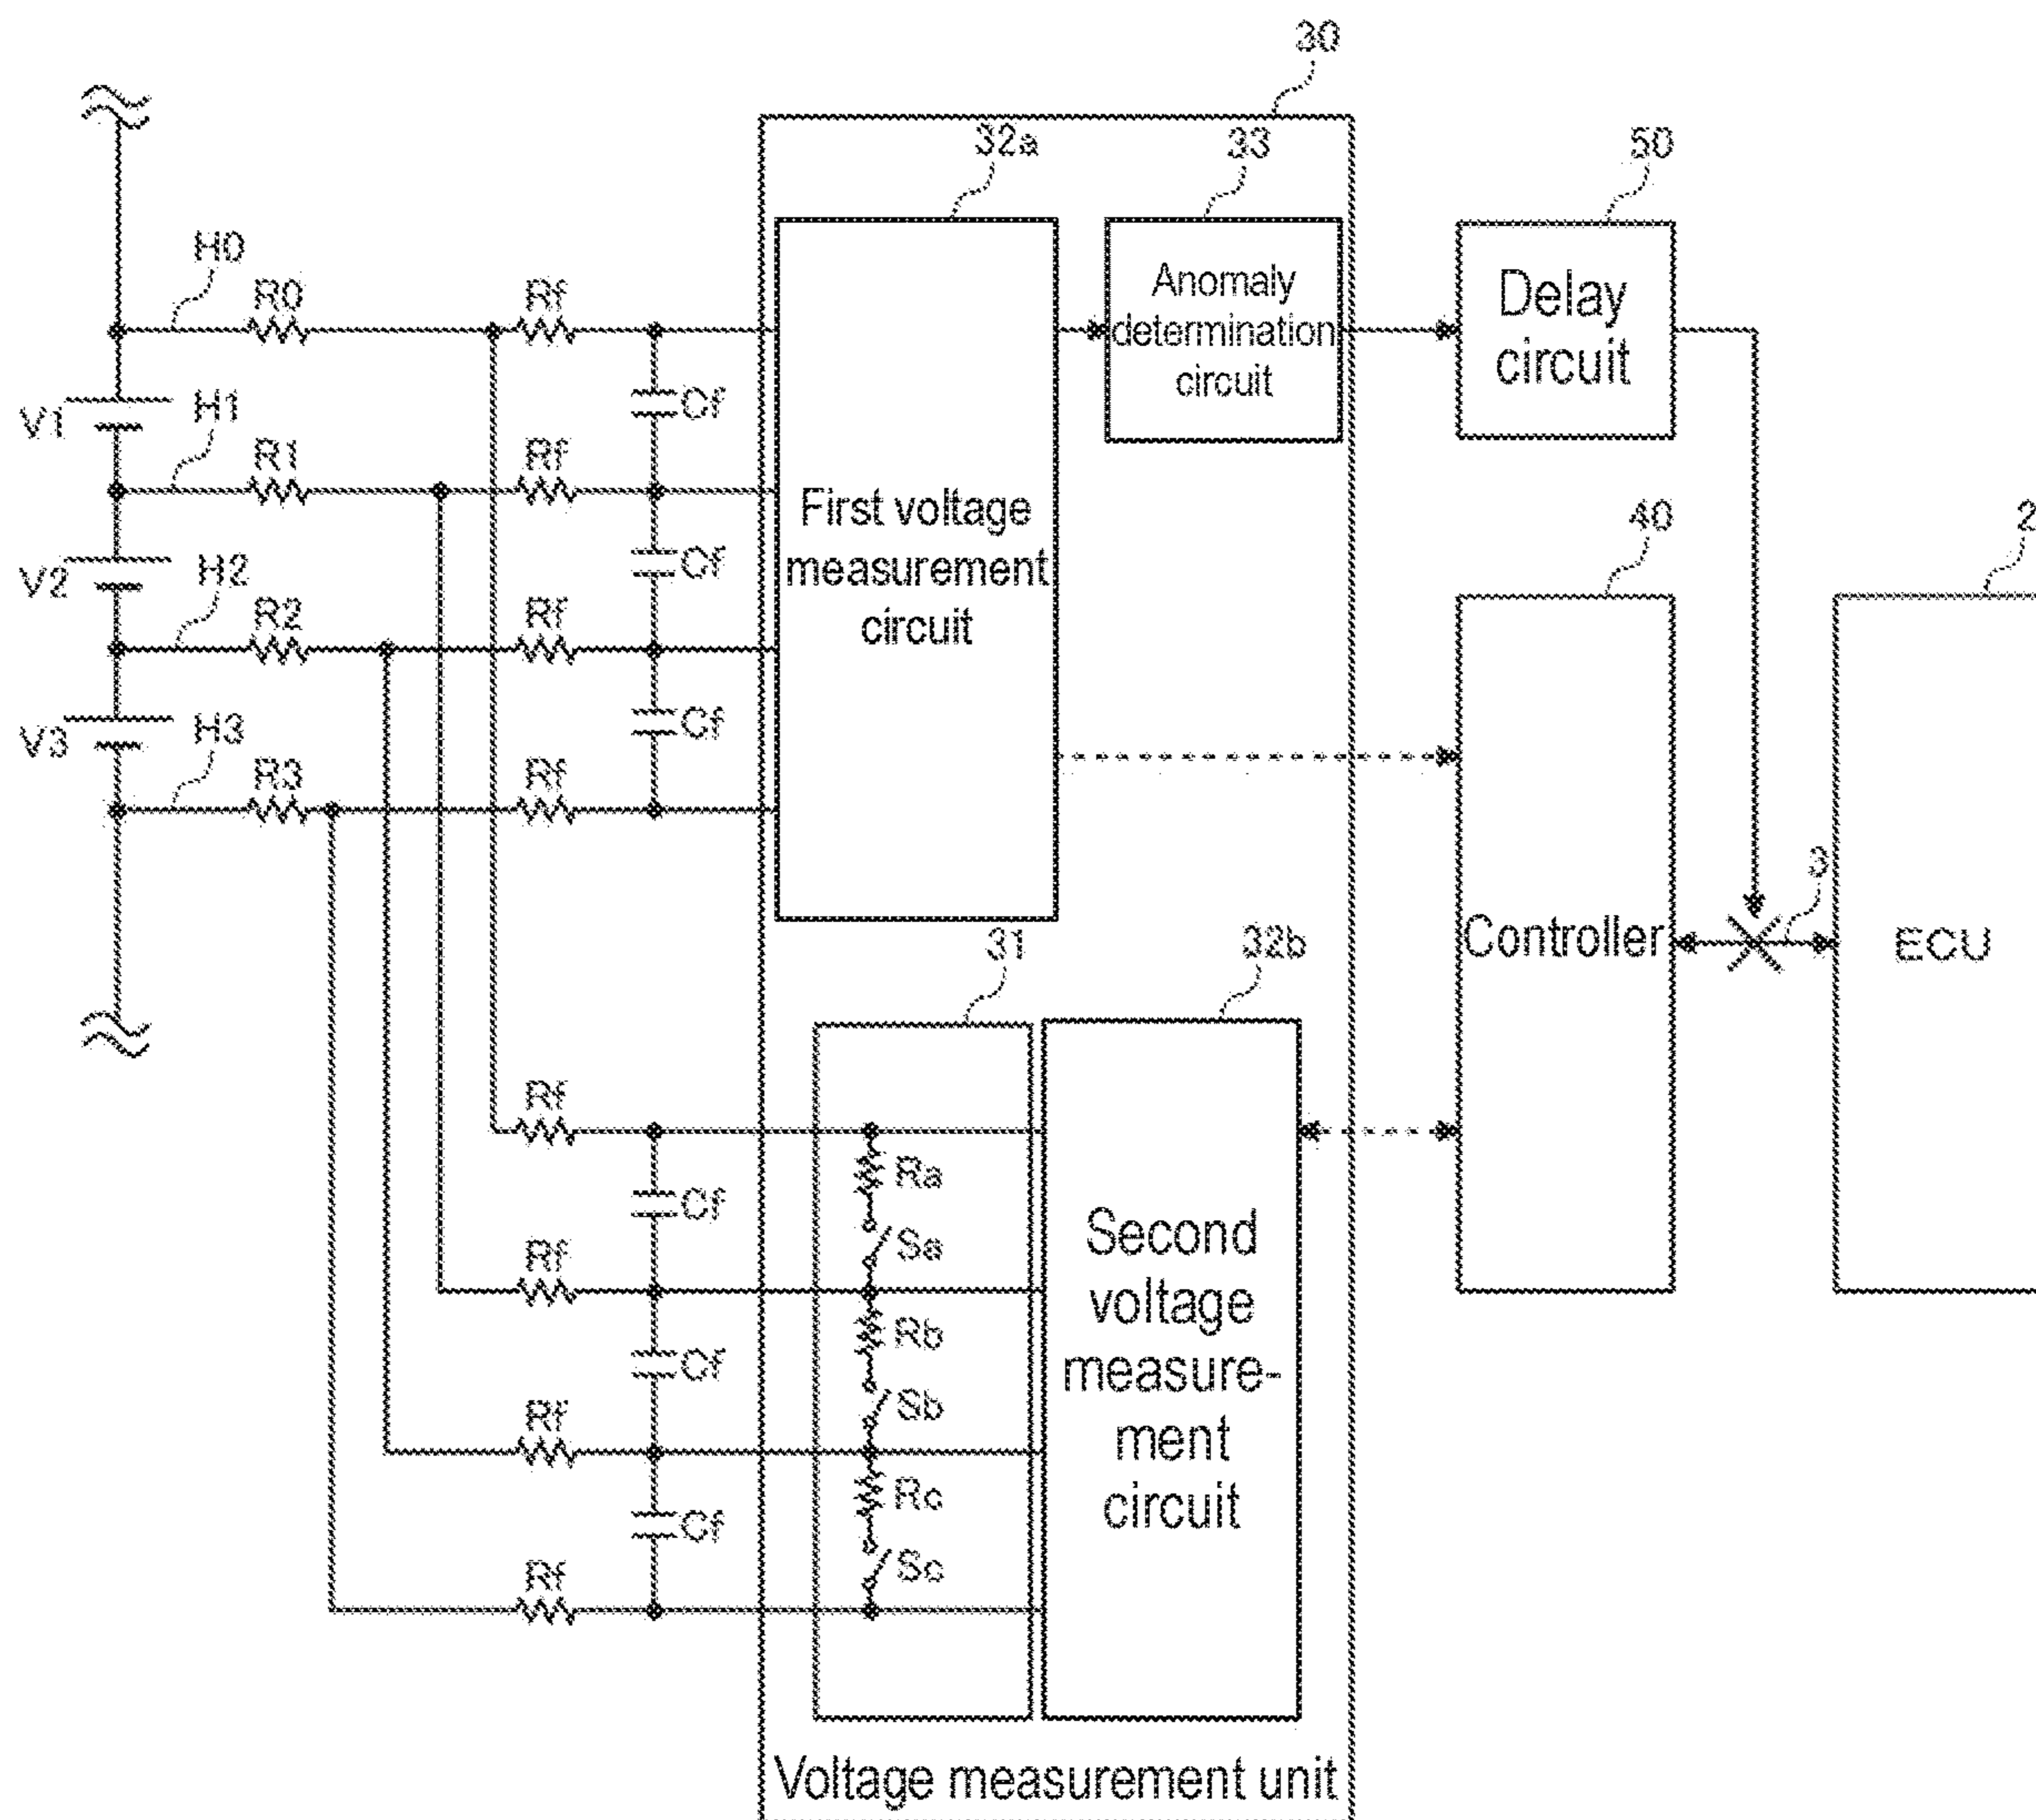 30
32a
33
50
H0
R0
Rf
Anomaly
determination
circuit
Delay
circuit
V1
H1
Cf
R1
Rf
First voltage
measurement
circuit
40
2
V2
H2
Cf
R2
Rf
V3
H3
Cf
R3
Rf
3
Controller
ECU
31
32b
Rf
Ra
Cf
Sa
Rf
Second
voltage
measure-
ment
circuit
Rb
Cf
Sb
Rf
Rc
Cf
Sc
Rf
Voltage measurement unit